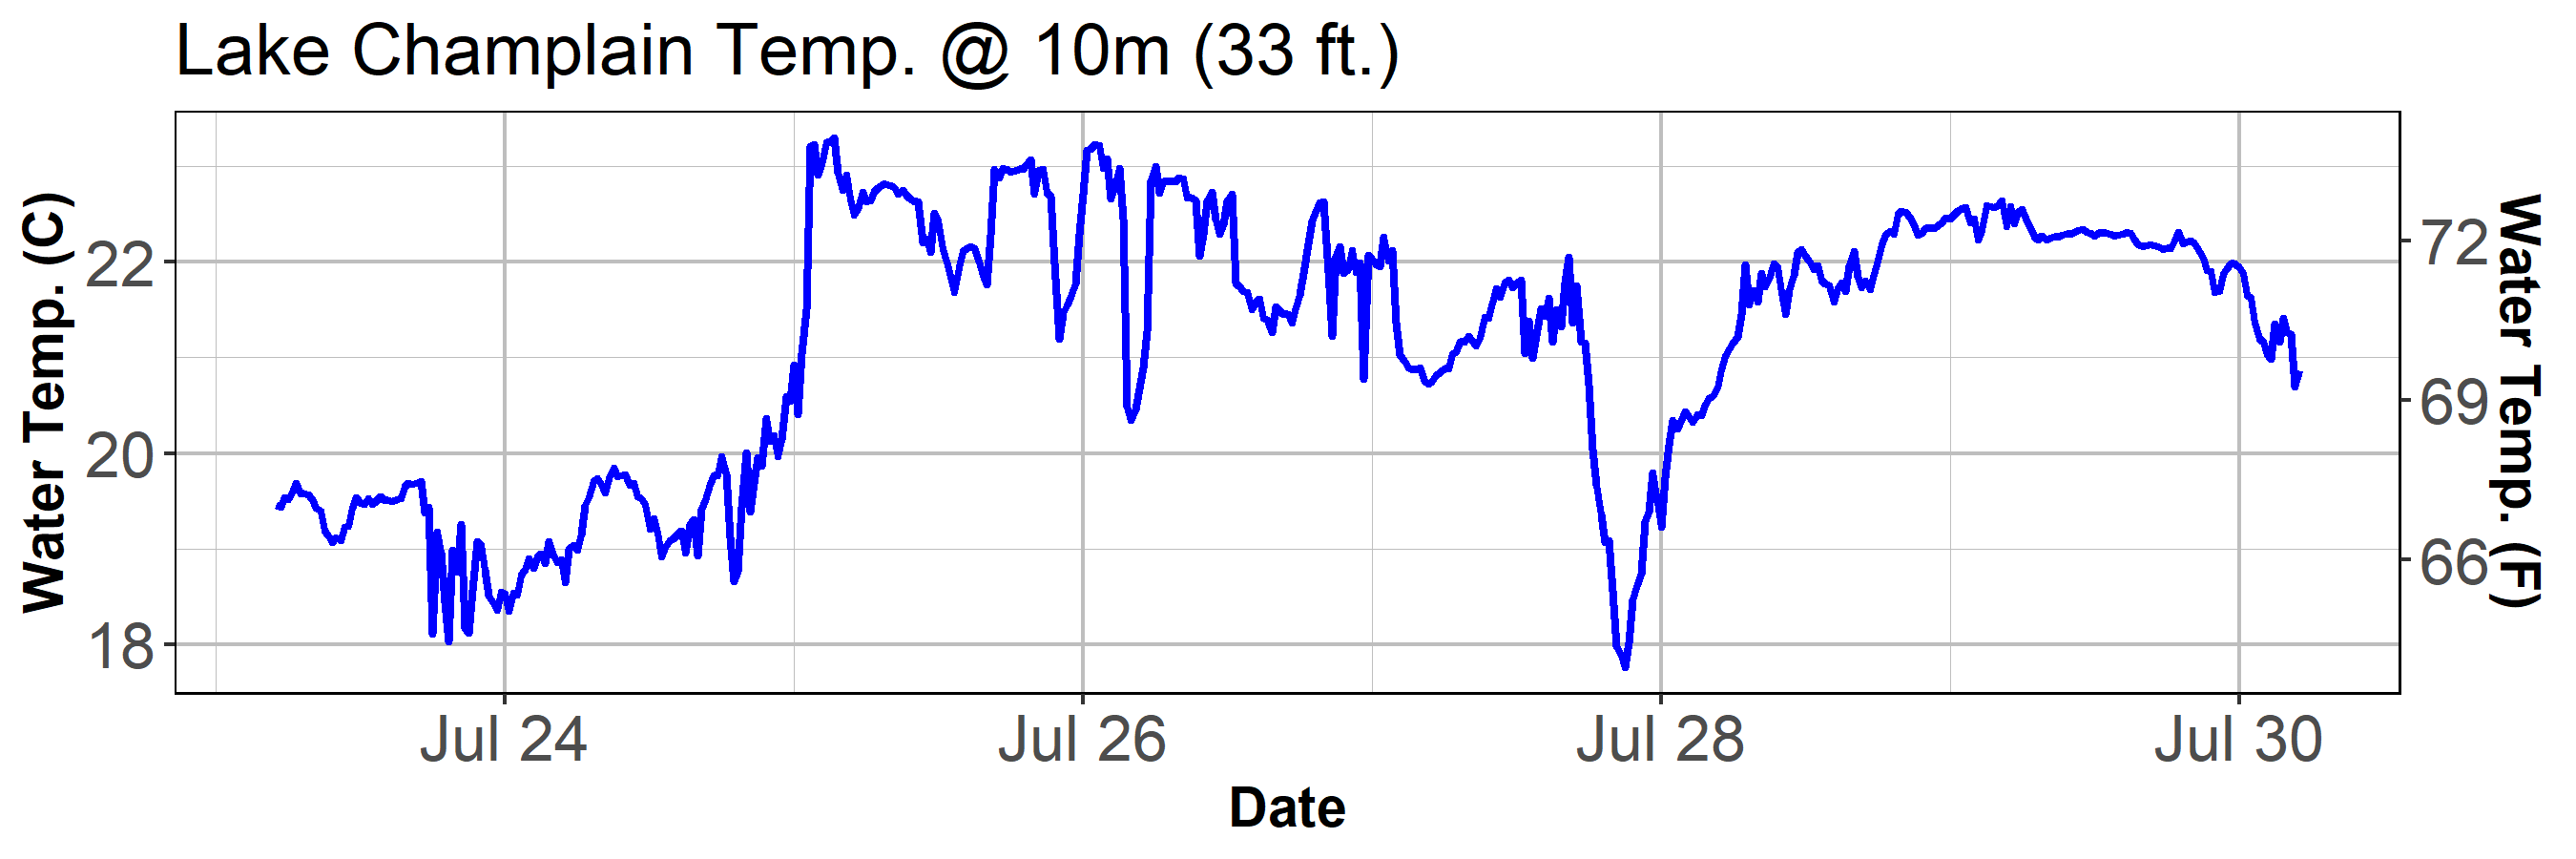 Lake Champlain Temp. @ 10m (33 ft.)
Water Temp. (C)
22
20
18
72
69
66
Water Temp. (F)
Jul 24
Jul 26
Jul 28
Jul 30
Date